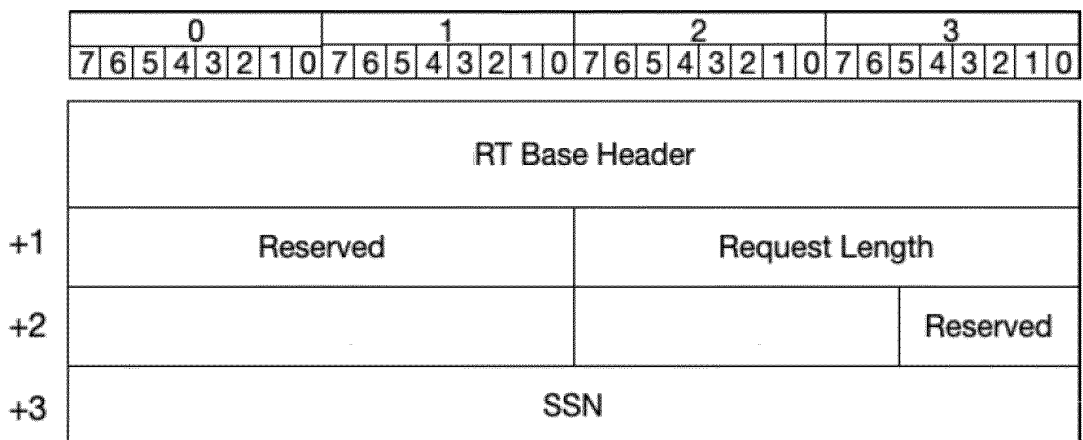 0 1 2 3
7 6 5 4 3 2 1 0 7 6 5 4 3 2 1 0 7 6 5 4 3 2 1 0 7 6 5 4 3 2 1 0
RT Base Header
+1 Reserved Request Length
+2 Reserved
+3 SSN